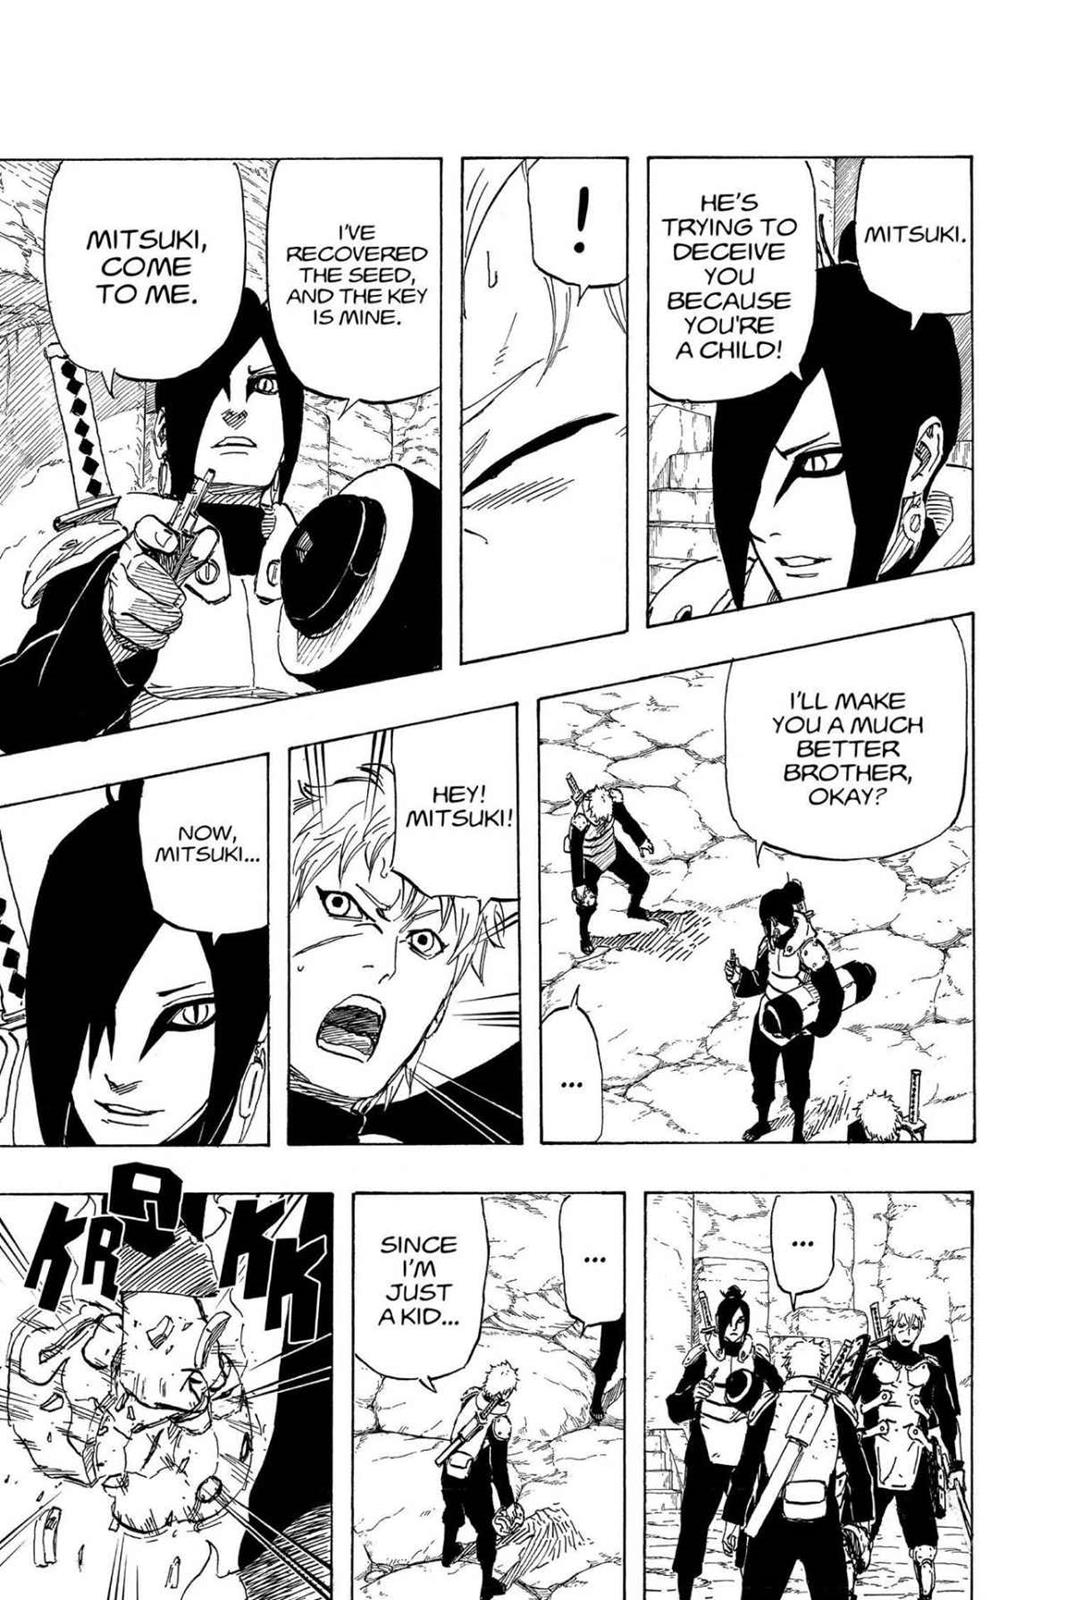 MITSUKI.
HE'S
TRYING TO
DECEIVE
YOU
BECAUSE
YOU'RE
A CHILD!
!
I'VE
RECOVERED
THE SEED,
AND THE KEY
IS MINE.
MITSUKI,
COME
TO ME.
I'LL MAKE
YOU A MUCH
BETTER
BROTHER,
OKAY?
...
HEY!
MITSUKI!
NOW,
MITSUKI...
...
...
SINCE
I'M
JUST
A KID...
KRAKKK